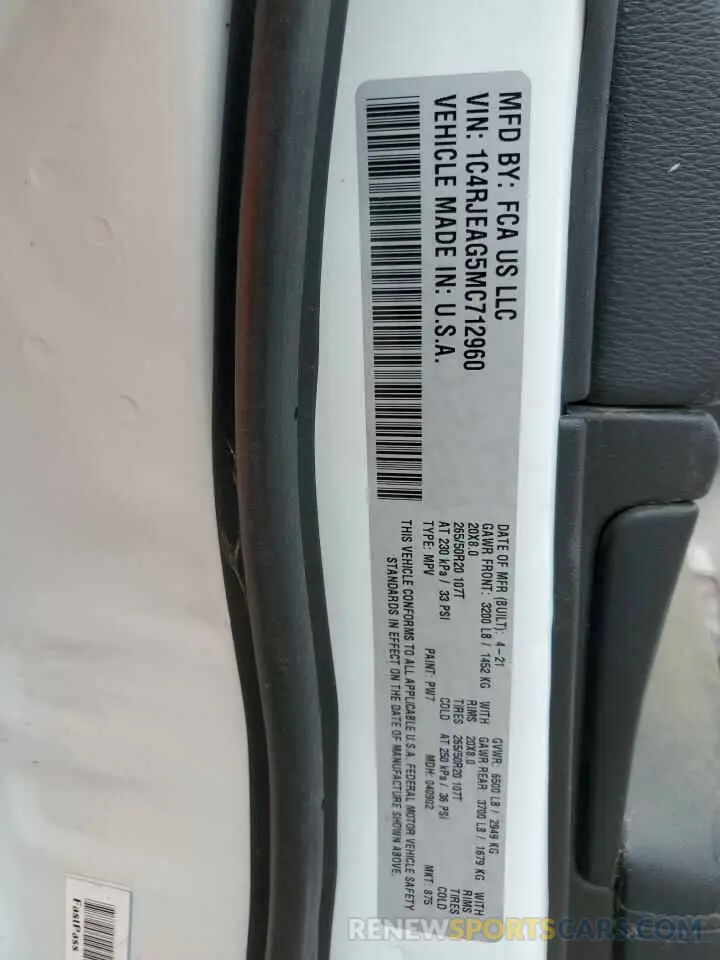 MFD BY: FCA US LLC
VIN: 1C4RJEAG5MC712960
VEHICLE MADE IN: U.S.A.
DATE OF MFR (BUILT): 4-21 GVWR: 6500 LB / 2949 KG
GAWR FRONT: 3200 LB / 1452 KG WITH GAWR REAR: 3700 LB / 1679 KG WITH
20X8.0 RIMS 20X8.0 RIMS
265/50R20 107T TIRES 265/50R20 107T TIRES
AT 230 kPa / 33 PSI COLD AT 250 kPa / 36 PSI COLD
TYPE: MPV PAINT: PW7 MDH: 040902 MKT: 875
THIS VEHICLE CONFORMS TO ALL APPLICABLE U.S.A. FEDERAL MOTOR VEHICLE SAFETY
STANDARDS IN EFFECT ON THE DATE OF MANUFACTURE SHOWN ABOVE.
FastPass
RENEWSPORTSCARS.COM